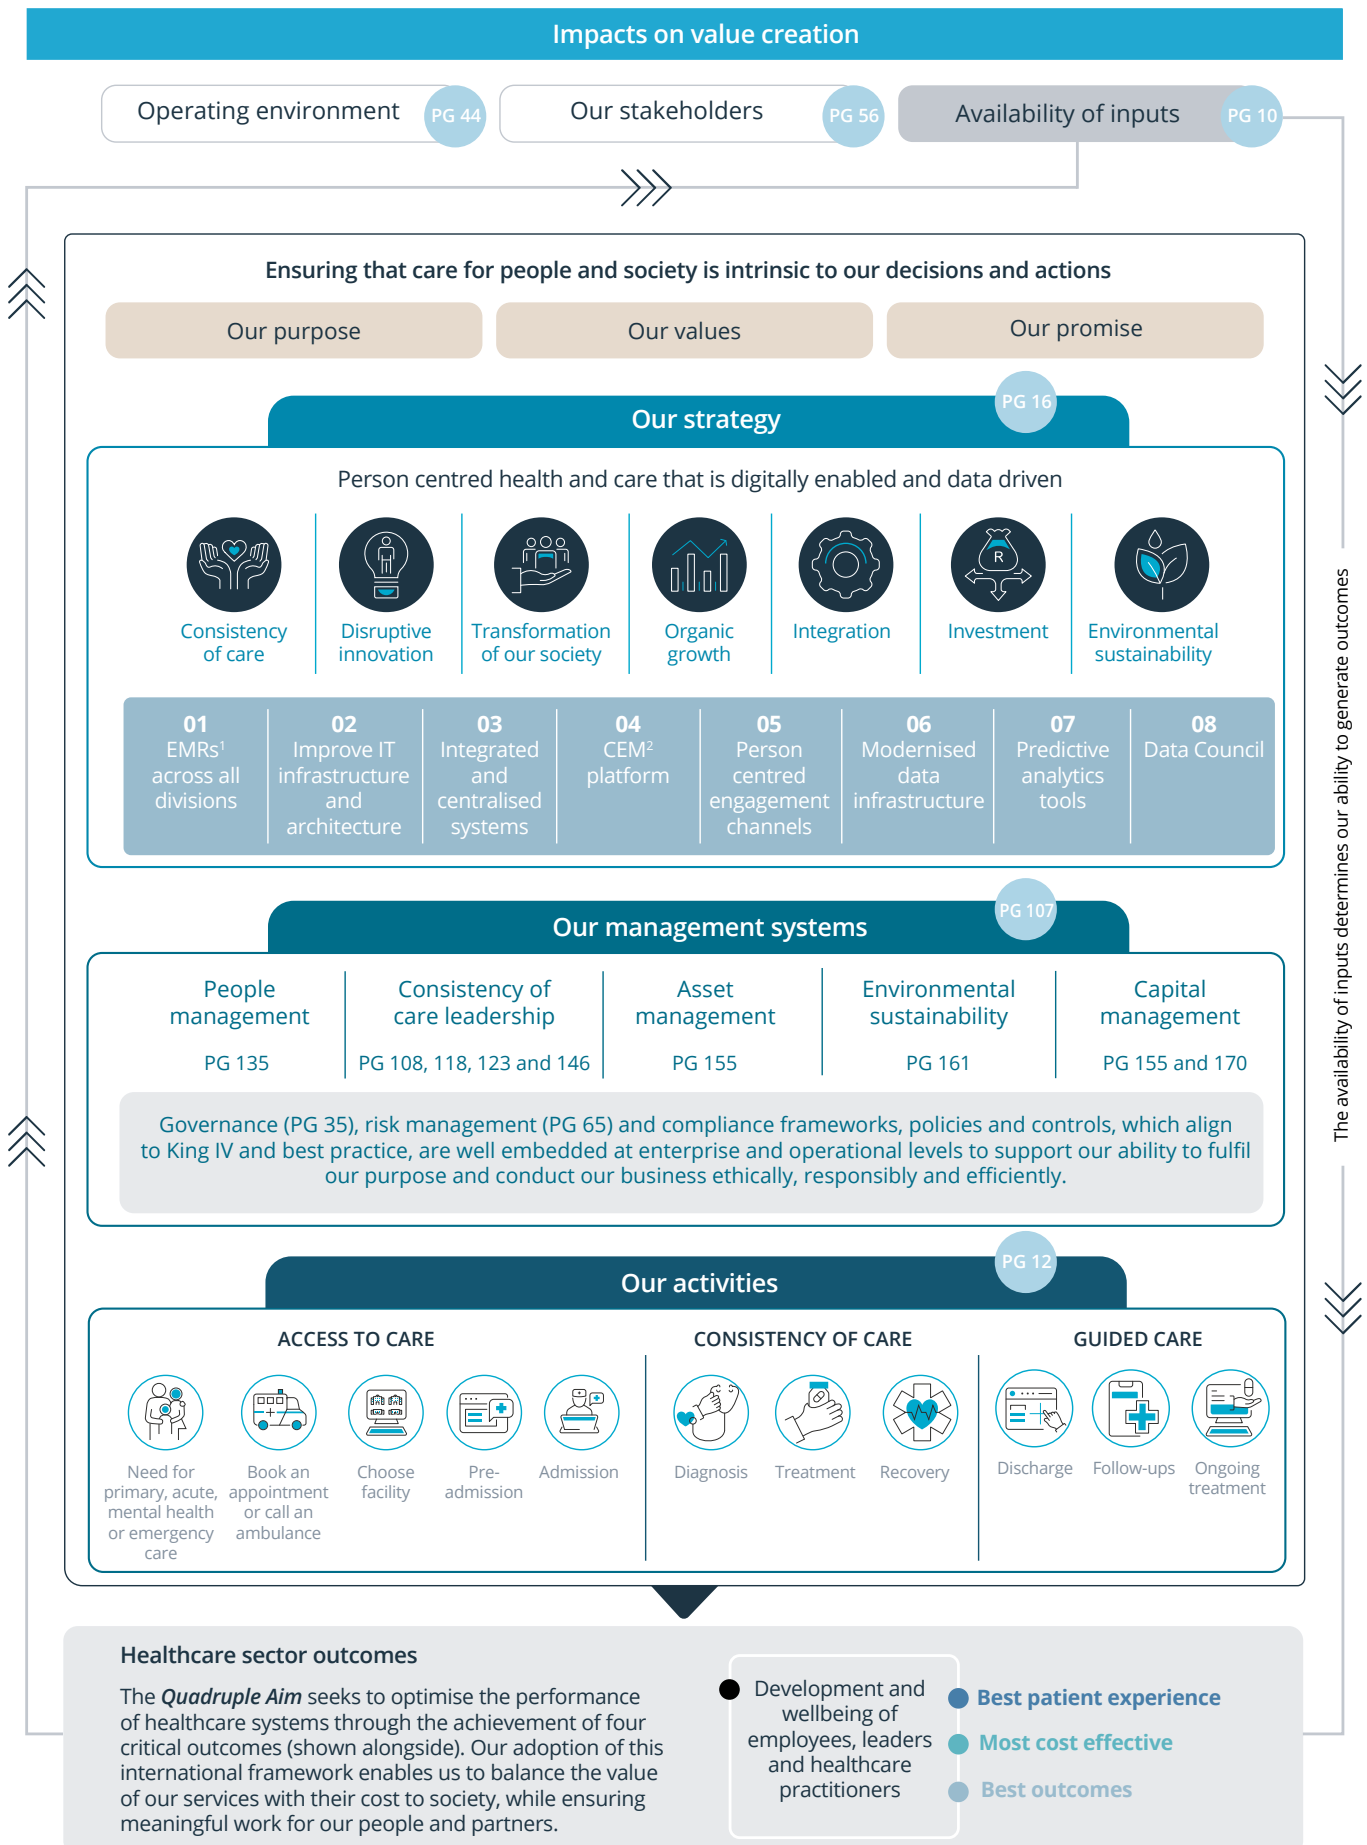 Impacts on value creation
Operating environment
PG 44
Our stakeholders
PG 56
Availability of inputs
PG 10
Ensuring that care for people and society is intrinsic to our decisions and actions
Our purpose
Our values
Our promise
Our strategy
PG 16
Person centred health and care that is digitally enabled and data driven
R
Consistency
of care
Disruptive
innovation
Transformation
of our society
Organic
growth
Integration
Investment
Environmental
sustainability
01
EMRs¹
across all
divisions
02
Improve IT
infrastructure
and
architecture
03
Integrated
and
centralised
systems
04
CEM²
platform
05
Person
centred
engagement
channels
06
Modernised
data
infrastructure
07
Predictive
analytics
tools
08
Data Council
Our management systems
PG 107
People
management
PG 135
Consistency of
care leadership
PG 108, 118, 123 and 146
Asset
management
PG 155
Environmental
sustainability
PG 161
Capital
management
PG 155 and 170
Governance (PG 35), risk management (PG 65) and compliance frameworks, policies and controls, which align
to King IV and best practice, are well embedded at enterprise and operational levels to support our ability to fulfil
our purpose and conduct our business ethically, responsibly and efficiently.
Our activities
PG 12
ACCESS TO CARE
Need for
primary, acute,
mental health
or emergency
care
Book an
appointment
or call an
ambulance
Choose
facility
Pre-
admission
Admission
CONSISTENCY OF CARE
Diagnosis
Treatment
Recovery
GUIDED CARE
Discharge
Follow-ups
Ongoing
treatment
The availability of inputs determines our ability to generate outcomes
Healthcare sector outcomes
The Quadruple Aim seeks to optimise the performance
of healthcare systems through the achievement of four
critical outcomes (shown alongside). Our adoption of this
international framework enables us to balance the value
of our services with their cost to society, while ensuring
meaningful work for our people and partners.
Development and
wellbeing of
employees, leaders
and healthcare
practitioners
Best patient experience
Most cost effective
Best outcomes